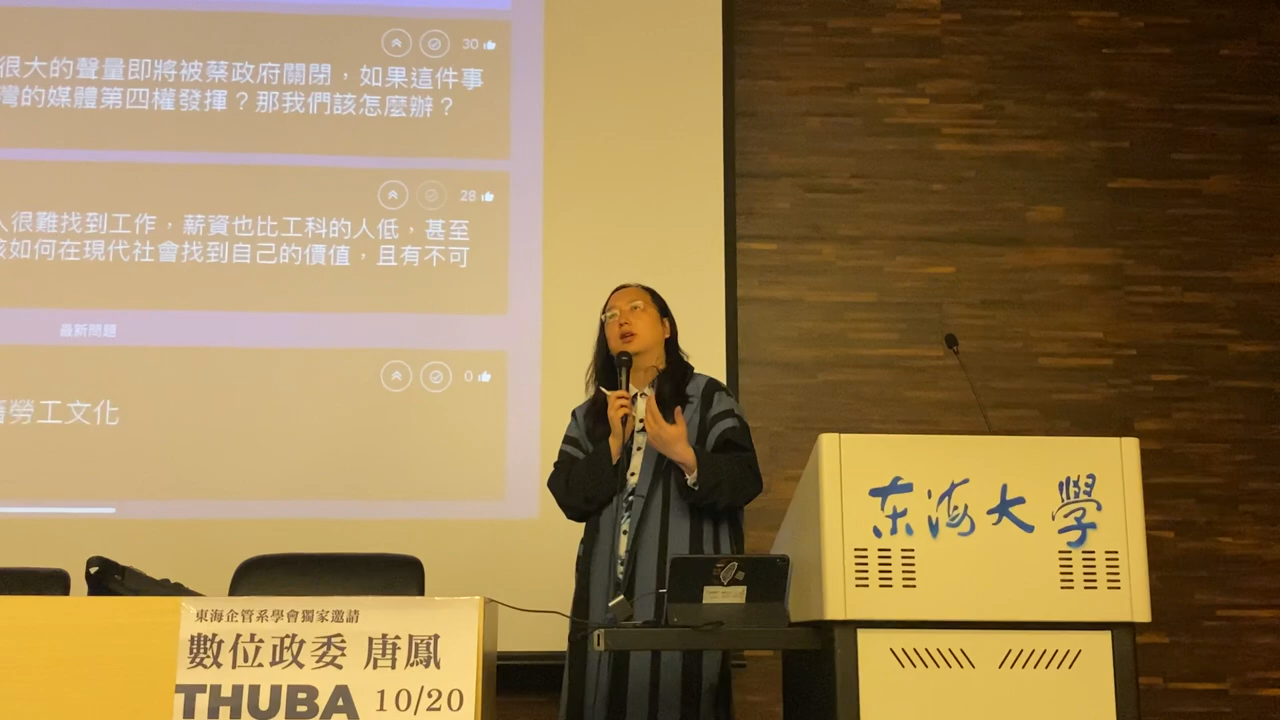 30
很大的聲量即將被蔡政府關閉，如果這件事
灣的媒體第四權發揮？那我們該怎麼辦？
28
人很難找到工作，薪資也比工科的人低，甚至
該如何在現代社會找到自己的價值，且有不可
最新問題
0
勞工文化
东海大學
東海企管系學會獨家邀請
數位政委 唐鳳
THUBA 10/20